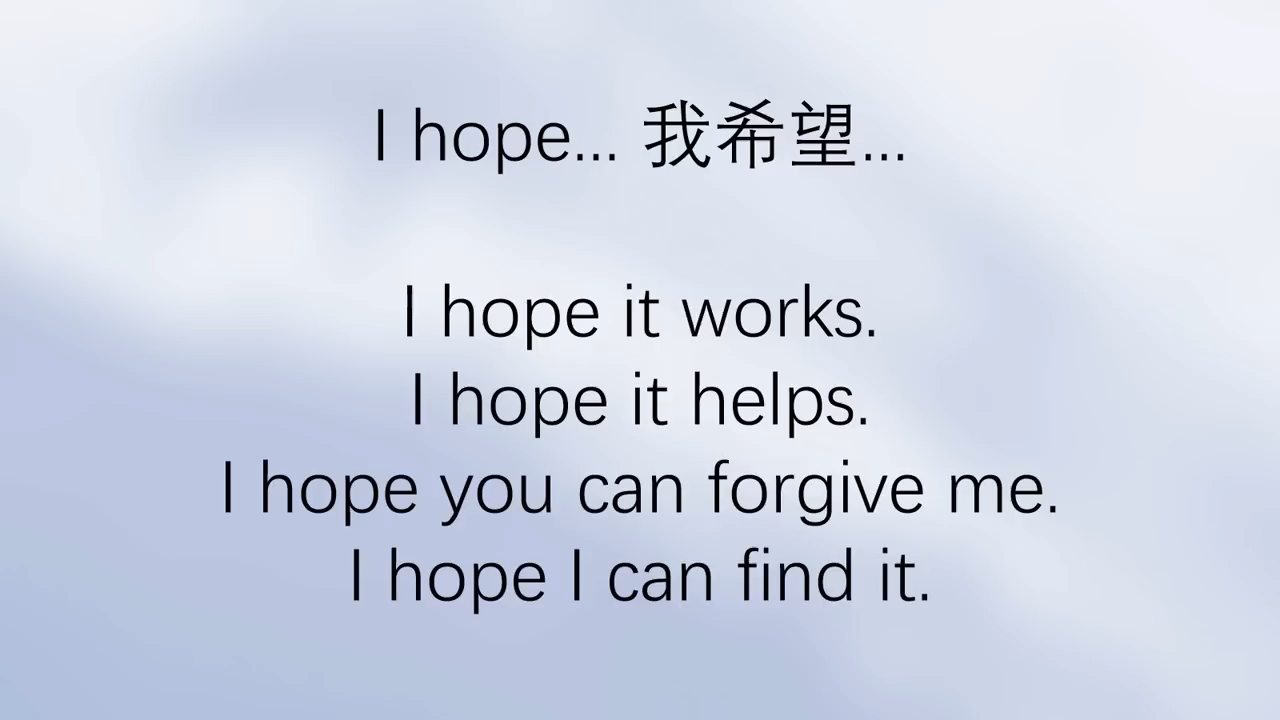 I hope... 我希望...
I hope it works.
I hope it helps.
I hope you can forgive me.
I hope I can find it.